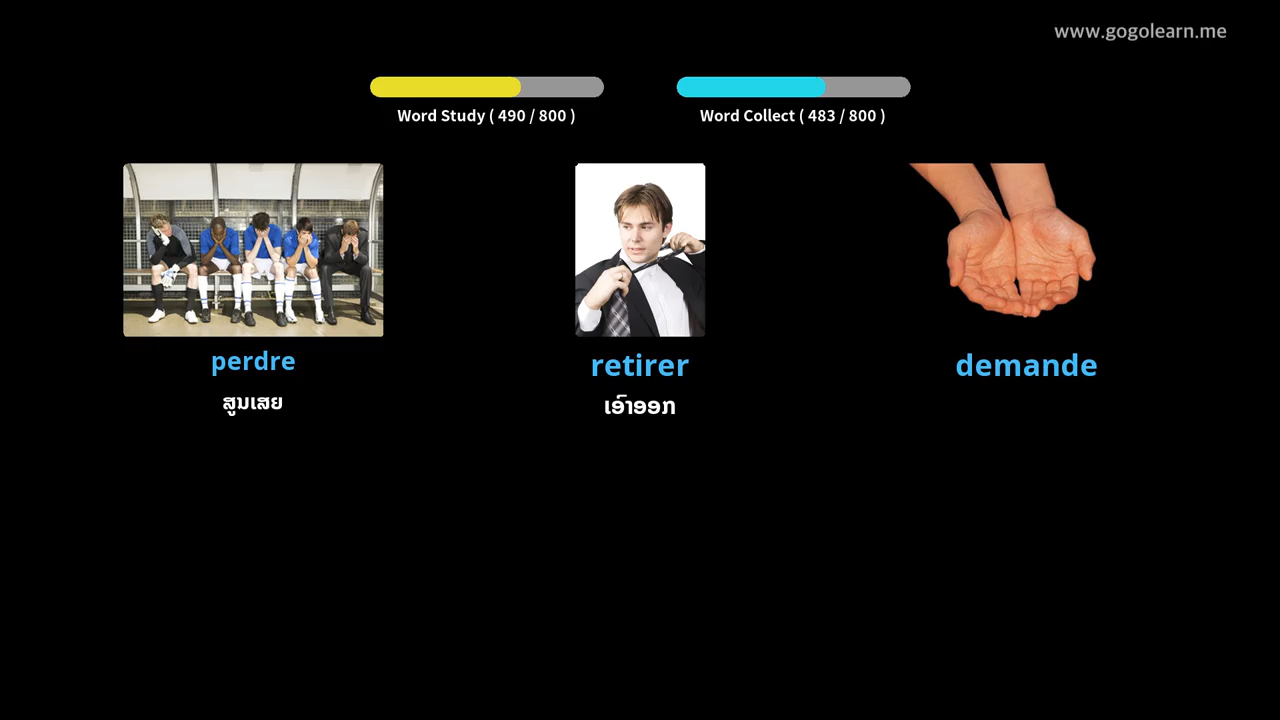 www.gogolearn.me
Word Study ( 490 / 800 )
Word Collect ( 483 / 800 )
perdre
ສູນເສຍ
retirer
ເອົາອອກ
demande